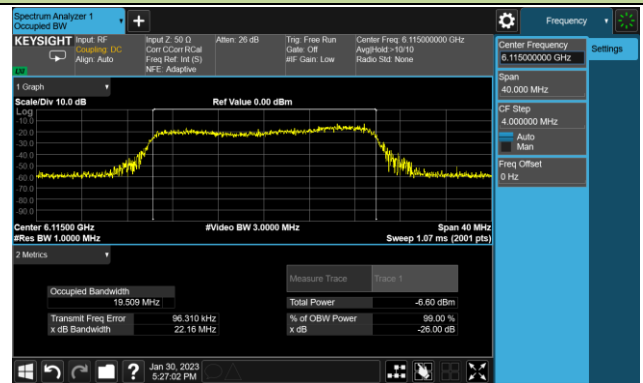 Spectrum Analyzer 1
Occupied BW
Frequency
KEYSIGHT
Input: RF
Coupling: DC
Align: Auto
Input Z: 50 Ω
Corr CCorr RCal
Freq Ref: Int (S)
NFE: Adaptive
Atten: 26 dB
Trig: Free Run
Gate: Off
#IF Gain: Low
Center Freq: 6.115000000 GHz
Avg|Hold:>10/10
Radio Std: None
Center Frequency
6.115000000 GHz
Settings
Span
40.000 MHz
CF Step
4.000000 MHz
Auto
Man
Freq Offset
0 Hz
1 Graph
Scale/Div 10.0 dB
Ref Value 0.00 dBm
Log
-10.0
-20.0
-30.0
-40.0
-50.0
-60.0
-70.0
-80.0
-90.0
Center 6.11500 GHz
#Video BW 3.0000 MHz
Span 40 MHz
#Res BW 1.0000 MHz
Sweep 1.07 ms (2001 pts)
2 Metrics
Measure Trace
Trace 1
Occupied Bandwidth
19.509 MHz
Total Power
-6.60 dBm
Transmit Freq Error
96.310 kHz
% of OBW Power
99.00 %
x dB Bandwidth
22.16 MHz
x dB
-26.00 dB
?
Jan 30, 2023
5:27:02 PM